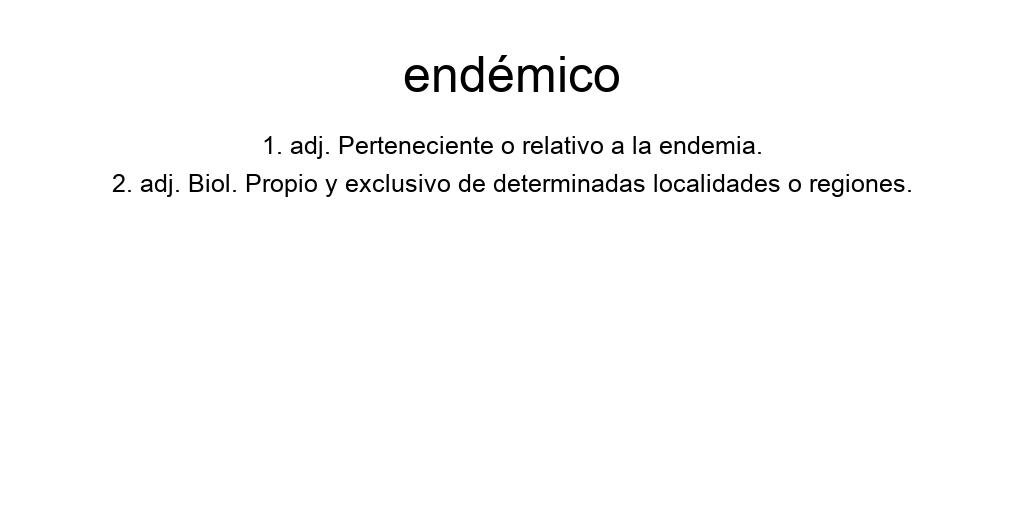 endémico
1. adj. Perteneciente o relativo a la endemia.
2. adj. Biol. Propio y exclusivo de determinadas localidades o regiones.